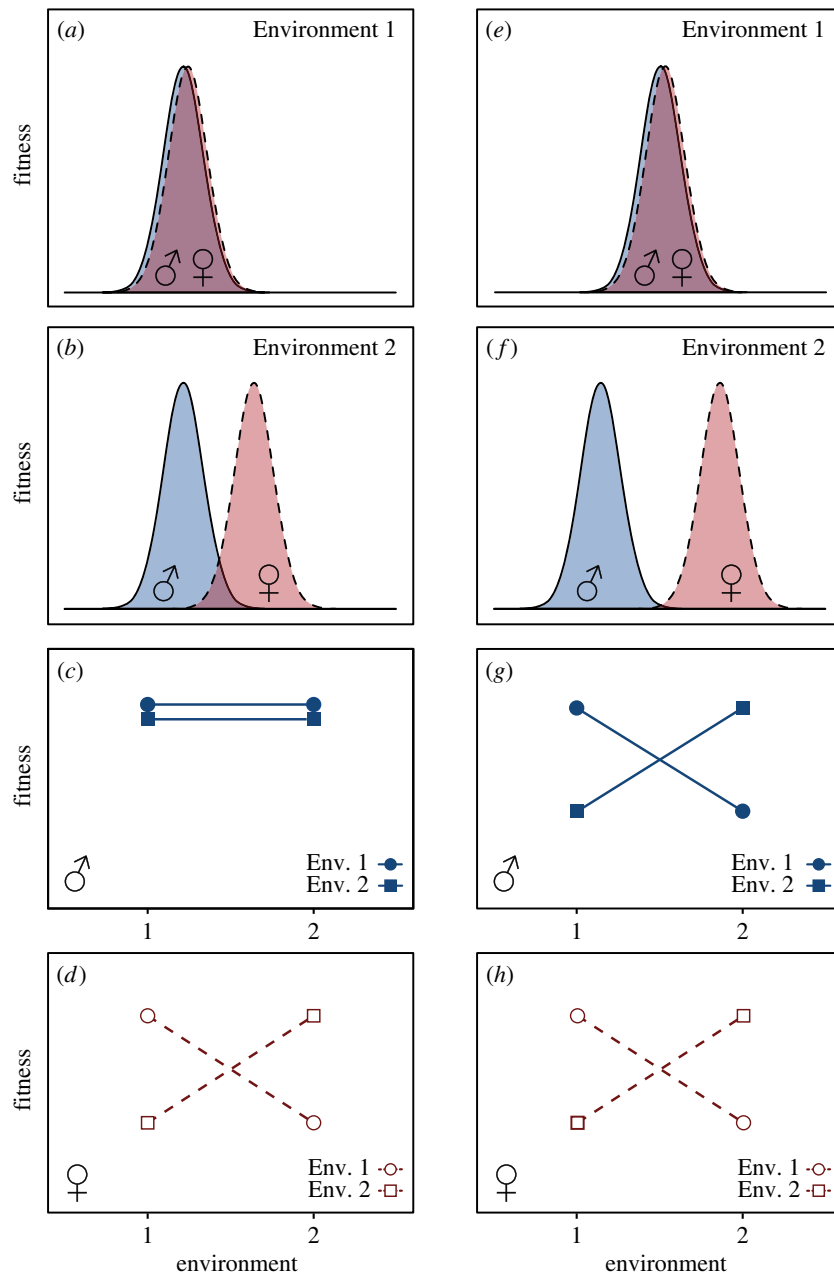 (a) Environment 1
fitness
♂ ♀
(b) Environment 2
fitness
♂ ♀
(c)
fitness
♂
Env. 1
Env. 2
1 2
(d)
fitness
♀
Env. 1
Env. 2
1 2
environment
(e) Environment 1
♂ ♀
(f) Environment 2
♂ ♀
(g)
♂
Env. 1
Env. 2
1 2
(h)
♀
Env. 1
Env. 2
1 2
environment